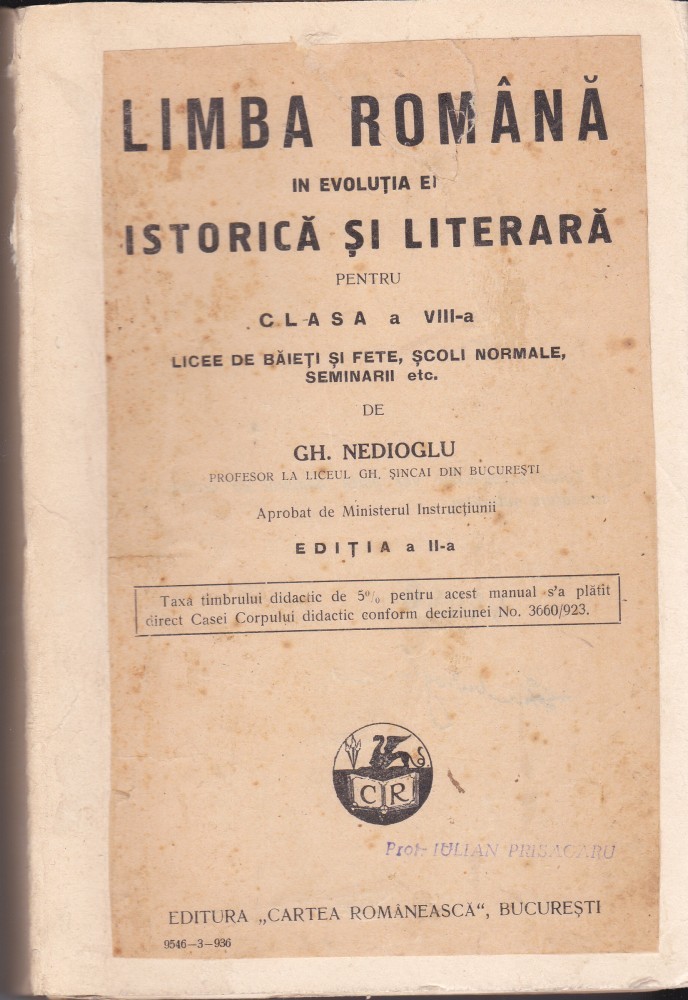 LIMBA ROMÂNĂ
IN EVOLUȚIA EI
ISTORICĂ ȘI LITERARĂ
PENTRU
CLASA a VIII-a
LICEE DE BĂIEȚI ȘI FETE, ȘCOLI NORMALE,
SEMINARII etc.
DE
GH. NEDIOGLU
PROFESOR LA LICEUL GH. ȘINCAI DIN BUCUREȘTI
Aprobat de Ministerul Instrucțiunii
EDIȚIA a II-a
Taxa timbrului didactic de 5% pentru acest manual s'a plătit
direct Casei Corpului didactic conform deciziunei No. 3660/923.
C R
Prof. IULIAN PRISACARU
EDITURA „CARTEA ROMÂNEASCĂ“, BUCUREȘTI
9546—3—936